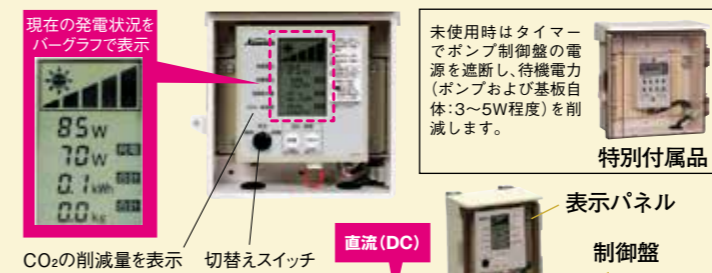 現在の発電状況を
バーグラフで表示
85w
70w
0.1 kWh
0.0 kg
CO₂の削減量を表示
切替えスイッチ
未使用時はタイマー
でポンプ制御盤の電
源を遮断し、待機電力
(ポンプおよび基板自
体:3〜5W程度)を削
減します。
特別付属品
直流(DC)
表示パネル
制御盤